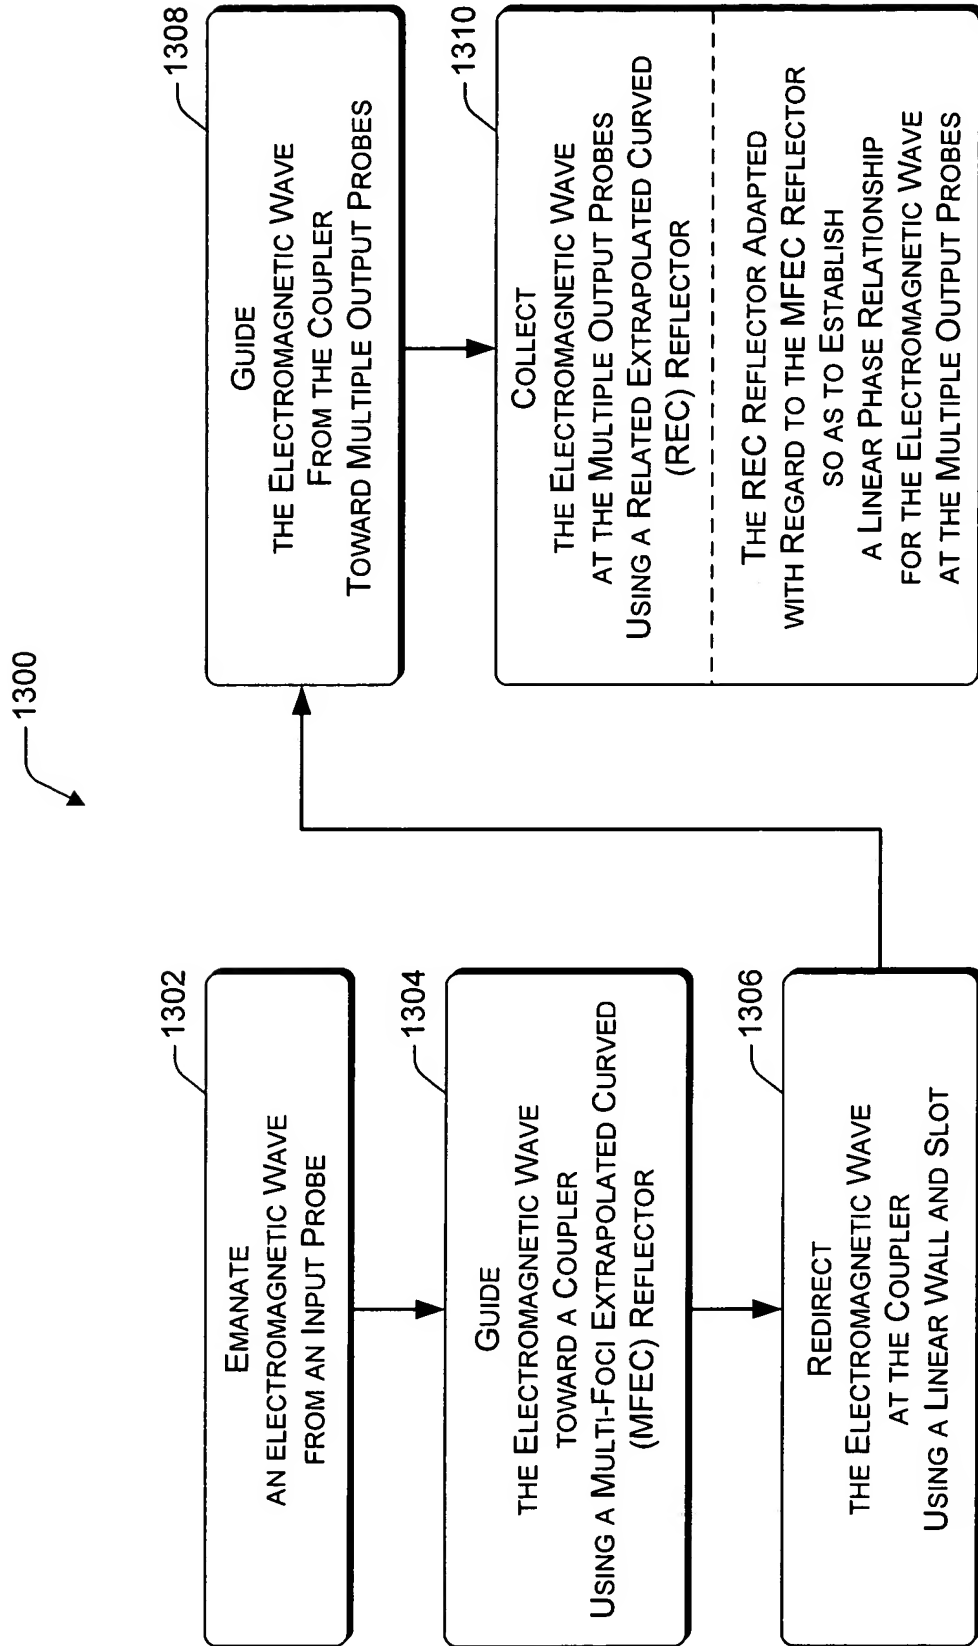 1300
1302
EMANATE
AN ELECTROMAGNETIC WAVE
FROM AN INPUT PROBE
1304
GUIDE
THE ELECTROMAGNETIC WAVE
TOWARD A COUPLER
USING A MULTI-FOCI EXTRAPOLATED CURVED
(MFEC) REFLECTOR
1306
REDIRECT
THE ELECTROMAGNETIC WAVE
AT THE COUPLER
USING A LINEAR WALL AND SLOT
1308
GUIDE
THE ELECTROMAGNETIC WAVE
FROM THE COUPLER
TOWARD MULTIPLE OUTPUT PROBES
1310
COLLECT
THE ELECTROMAGNETIC WAVE
AT THE MULTIPLE OUTPUT PROBES
USING A RELATED EXTRAPOLATED CURVED
(REC) REFLECTOR
THE REC REFLECTOR ADAPTED
WITH REGARD TO THE MFEC REFLECTOR
SO AS TO ESTABLISH
A LINEAR PHASE RELATIONSHIP
FOR THE ELECTROMAGNETIC WAVE
AT THE MULTIPLE OUTPUT PROBES